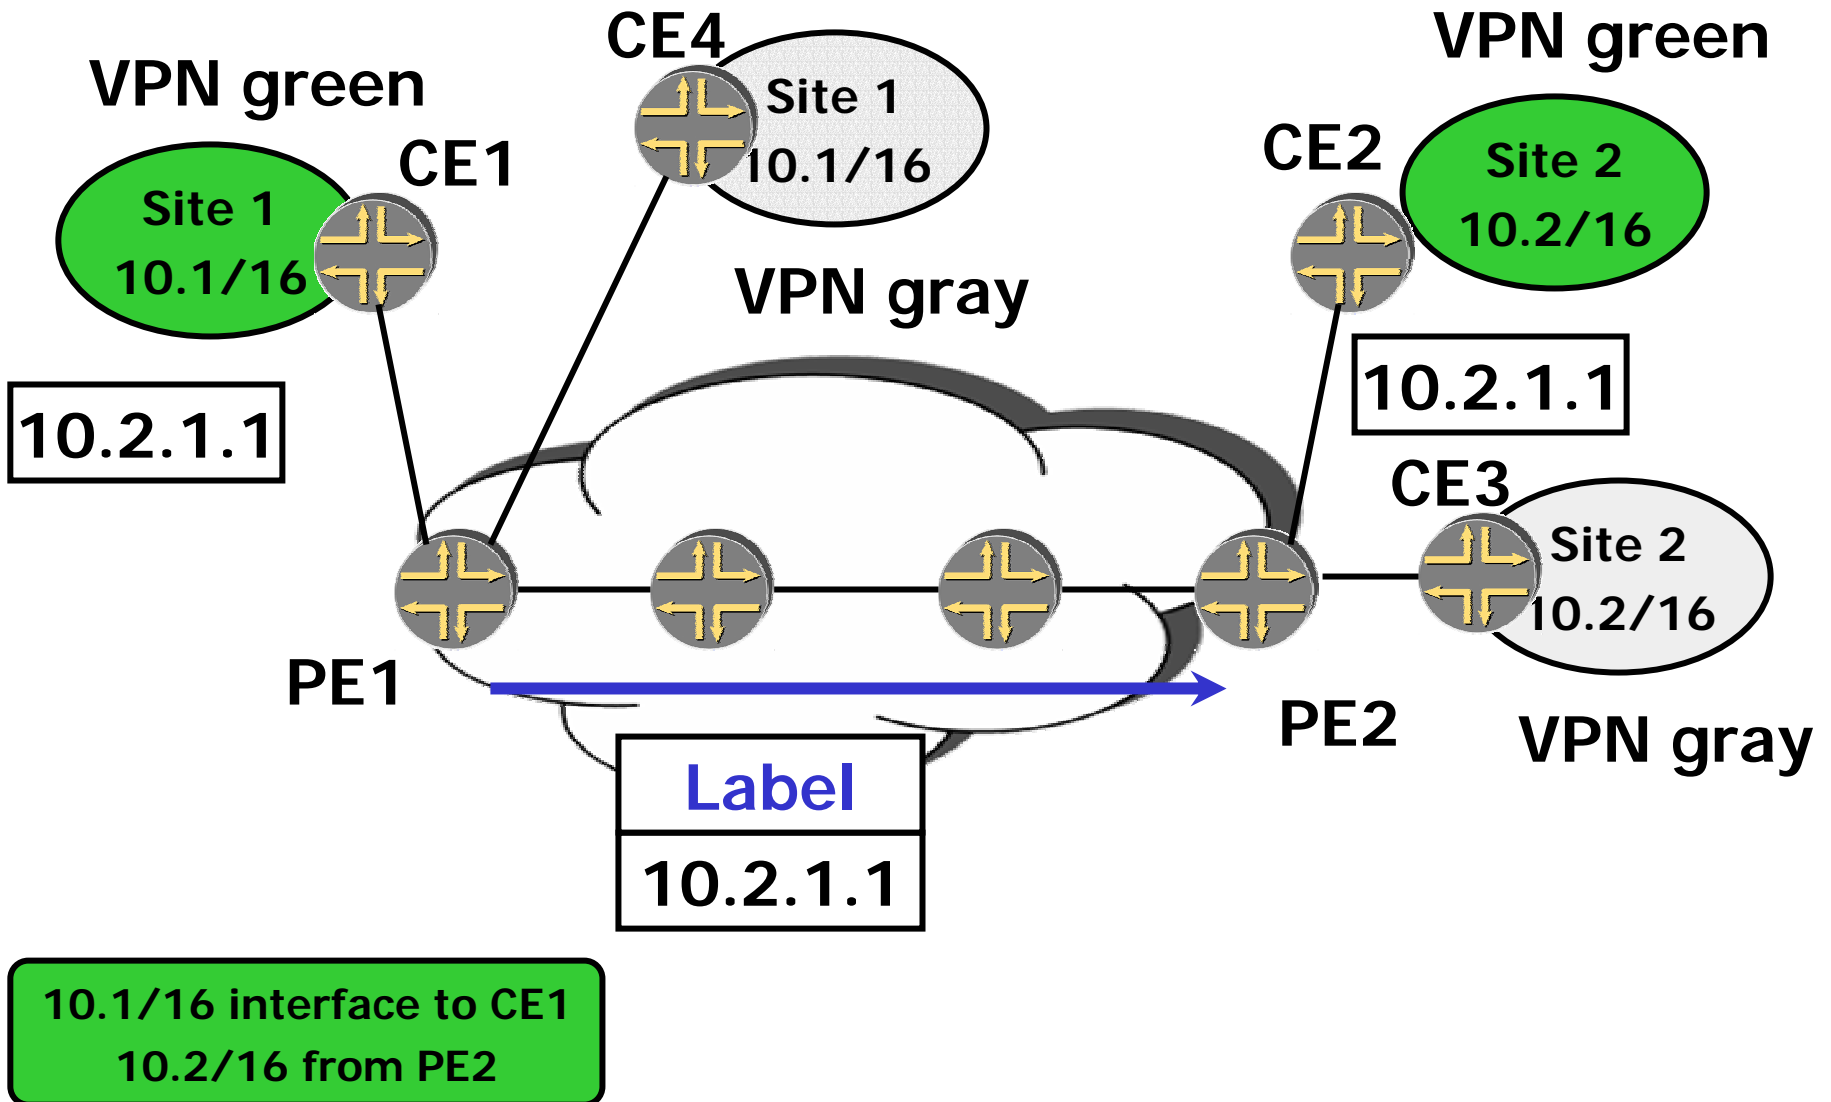 CE4
VPN green
VPN green
Site 1
10.1/16
CE1
Site 1
10.1/16
CE2
Site 2
10.2/16
VPN gray
10.2.1.1
10.2.1.1
CE3
Site 2
10.2/16
PE1
PE2
VPN gray
Label
10.2.1.1
10.1/16 interface to CE1
10.2/16 from PE2